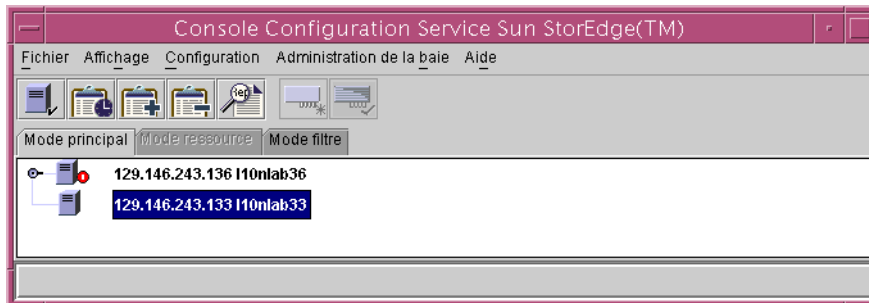 Console Configuration Service Sun StorEdge(TM)
Fichier Affichage Configuration Administration de la baie Aide
Mode principal Mode ressource Mode filtre
129.146.243.136 l10nlab36
129.146.243.133 l10nlab33